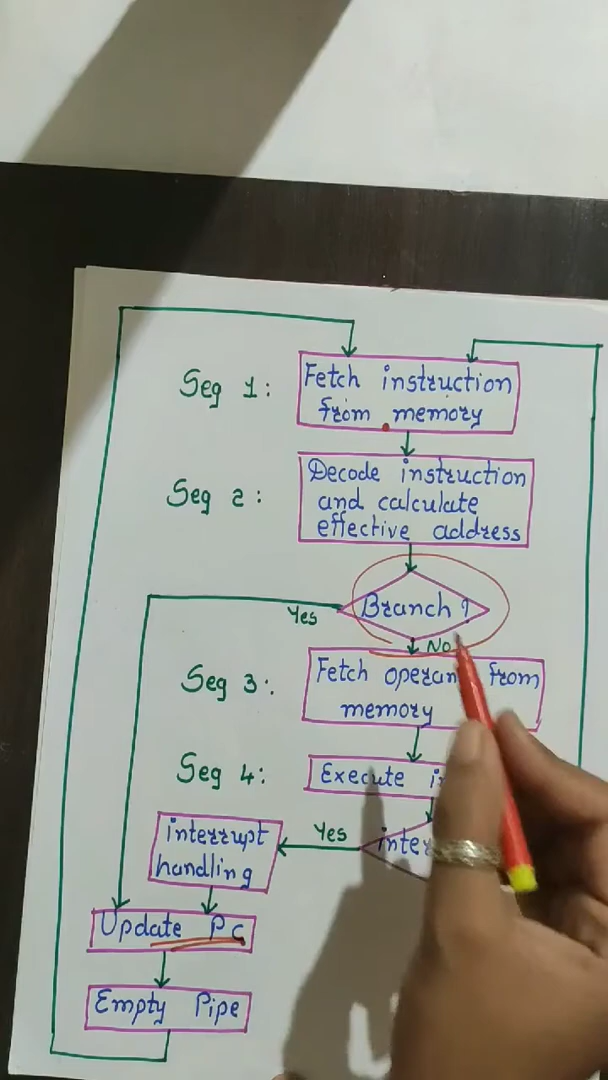 Seg 1:
Fetch instruction
from memory
Seg 2:
Decode instruction
and calculate
effective address
Branch ?
Yes
No
Seg 3:
Fetch from
memory
Seg 4:
Execute
interrupt
handling
Yes
Update PC
Empty Pipe